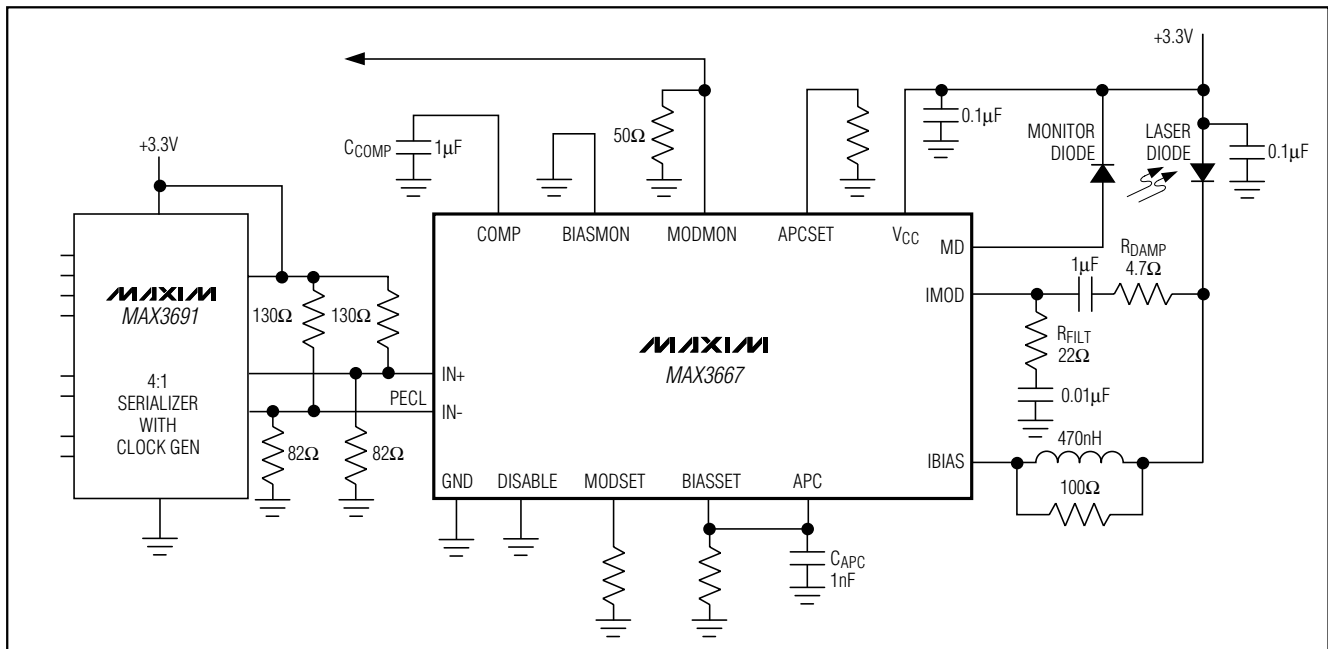 +3.3V
0.1µF
MONITOR
DIODE
LASER
DIODE
0.1µF
50Ω
CCOMP
1µF
+3.3V
COMP
BIASMON
MODMON
APCSET
VCC
MD
RDAMP
4.7Ω
1µF
IMOD
RFILT
22Ω
0.01µF
MAXIM
MAX3691
4:1
SERIALIZER
WITH
CLOCK GEN
130Ω
130Ω
PECL
IN+
IN-
82Ω
82Ω
MAXIM
MAX3667
470nH
IBIAS
100Ω
GND
DISABLE
MODSET
BIASSET
APC
CAPC
1nF